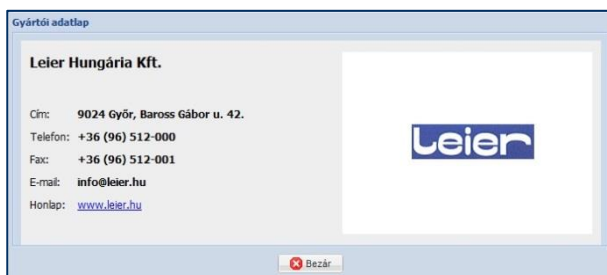 Gyártói adatlap
Leier Hungária Kft.
Cím: 9024 Győr, Baross Gábor u. 42.
Telefon: +36 (96) 512-000
Fax: +36 (96) 512-001
E-mail: info@leier.hu
Honlap: www.leier.hu
Leier
Bezár